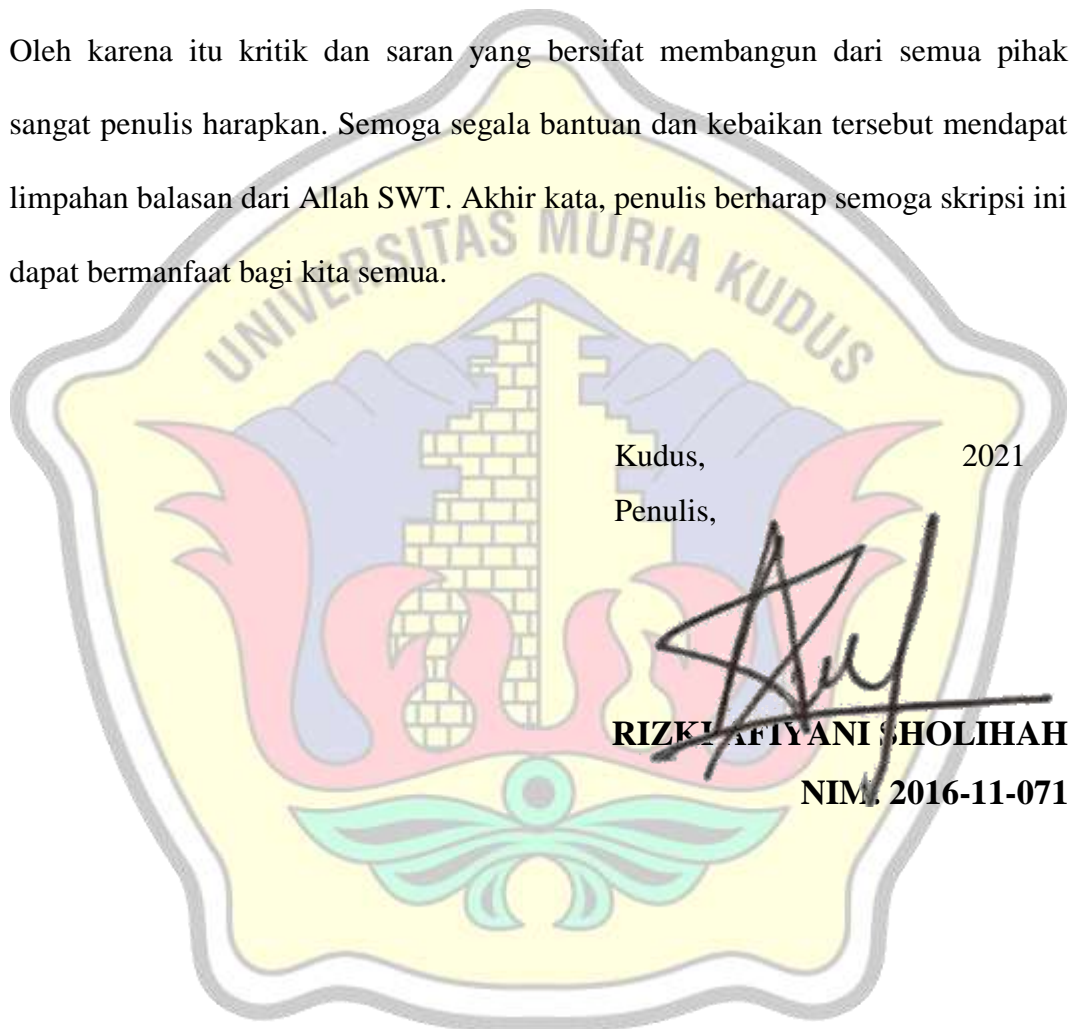 Oleh karena itu kritik dan saran yang bersifat membangun dari semua pihak
sangat penulis harapkan. Semoga segala bantuan dan kebaikan tersebut mendapat
limpahan balasan dari Allah SWT. Akhir kata, penulis berharap semoga skripsi ini
dapat bermanfaat bagi kita semua.
UNIVERSITAS MURIA KUDUS
Kudus, 2021
Penulis,
RIZKI AFIYANI SHOLIHAH
NIM. 2016-11-071